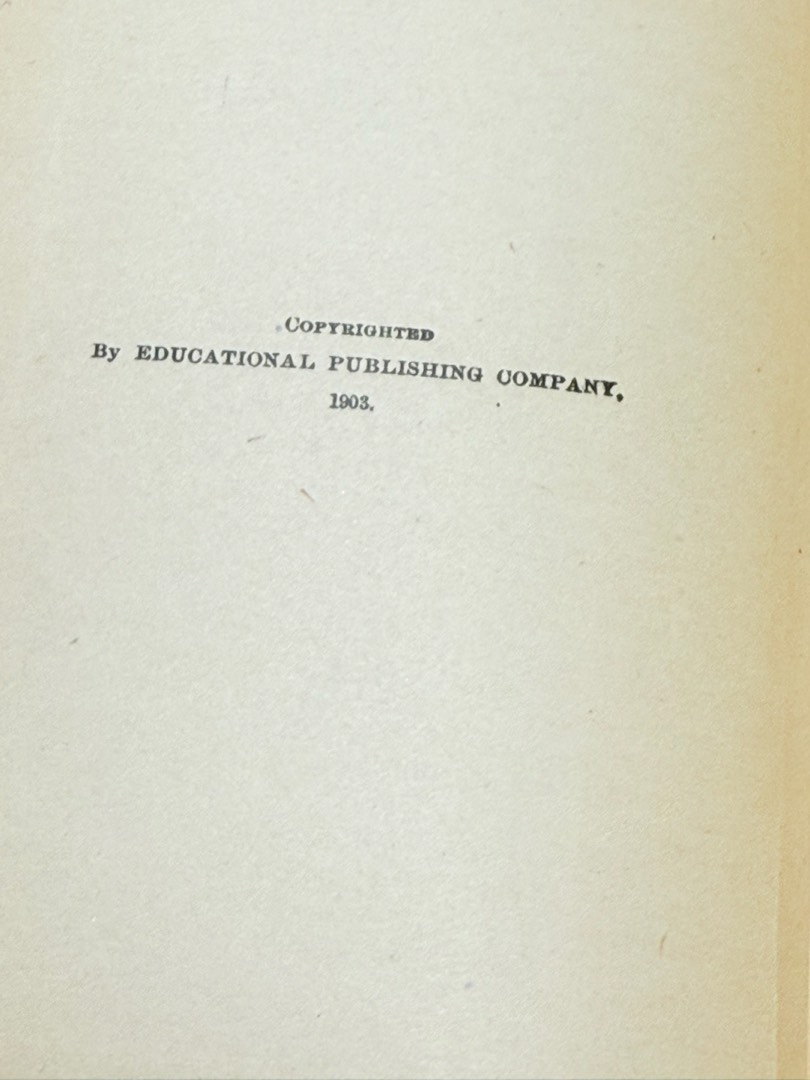 COPYRIGHTED
By EDUCATIONAL PUBLISHING COMPANY,
1903.